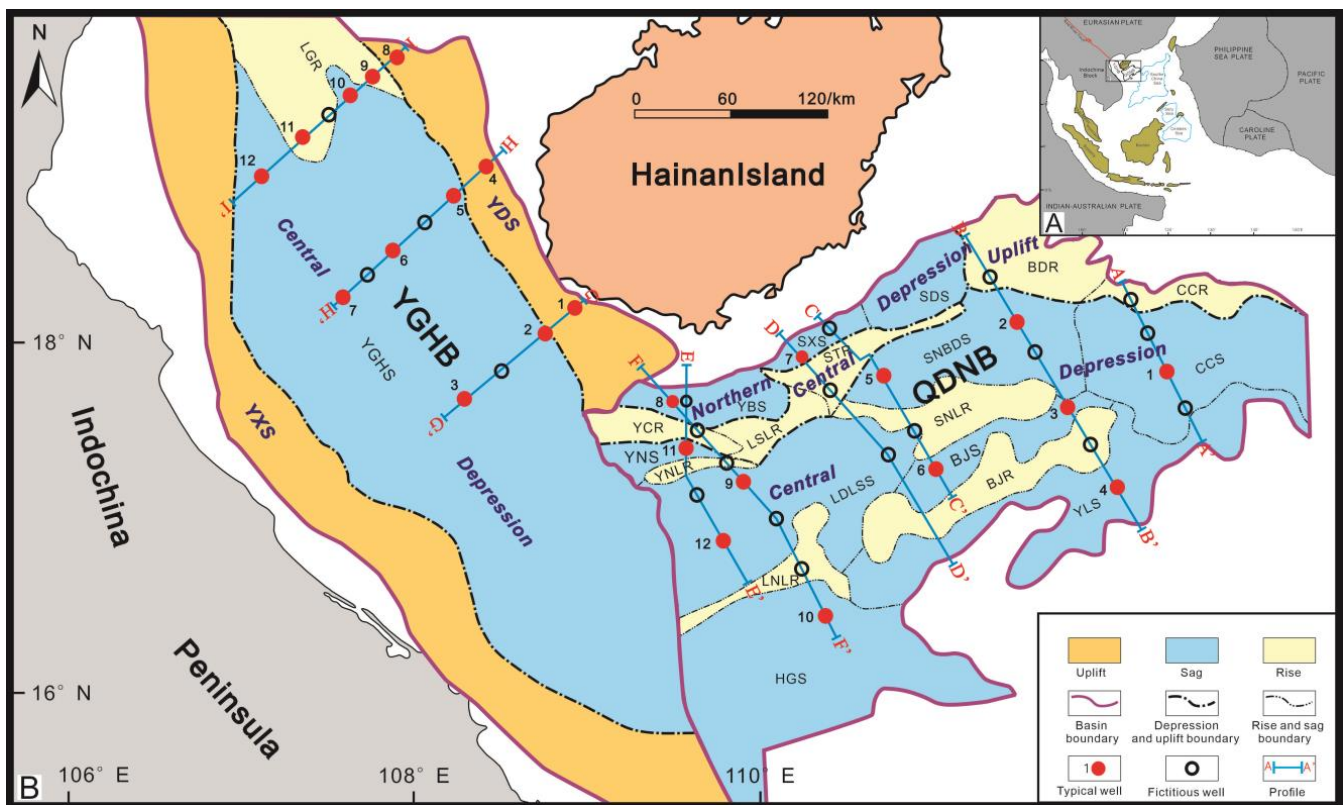 N
LGR
8
I
9
10
11
12
I'
H
4
5
6
7
H'
YDS
Central
YGHB
YGHS
Depression
YXS
G
1
2
3
G'
0 60 120/km
HainanIsland
Indochina
Peninsula
18° N
16° N
106° E
108° E
110° E
B
EURASIAN PLATE
PHILIPPINE
SEA PLATE
PACIFIC
PLATE
Indochina
Block
CAROLINE
PLATE
INDIAN-AUSTRALIAN PLATE
A
B
Uplift
BDR
A
CCR
Depression
SDS
C
D
SXS
STR
7
2
SNBDS
QDNB
Depression
1
CCS
A'
5
F
E
8
Northern
Central
YBS
YCR
LSLR
SNLR
3
YNS
11
YNLR
9
Central
LDLSS
6
BJS
C'
BJR
YLS
4
B'
12
E'
LNLR
10
F'
D'
HGS
Uplift
Sag
Rise
Basin
boundary
Depression
and uplift boundary
Rise and sag
boundary
1
A A'
Typical well
Fictitious well
Profile